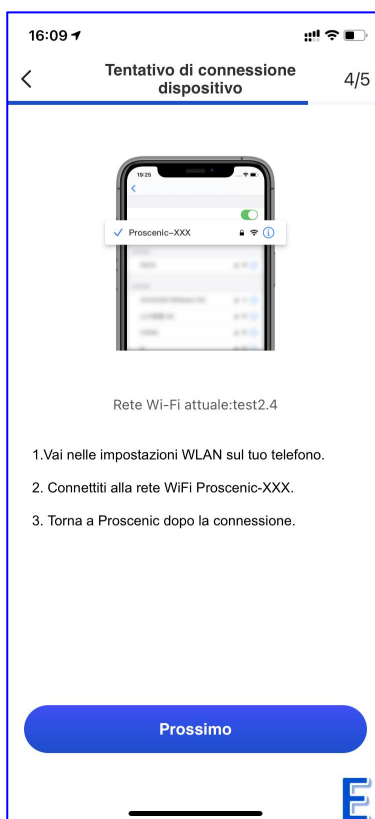 16:09
Tentativo di connessione
dispositivo
4/5
19:25
Proscenic-XXX
Rete Wi-Fi attuale:test2.4
1.Vai nelle impostazioni WLAN sul tuo telefono.
2. Connettiti alla rete WiFi Proscenic-XXX.
3. Torna a Proscenic dopo la connessione.
Prossimo
E